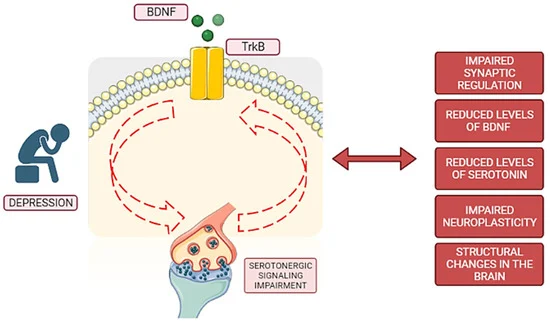 BDNF
TrkB
DEPRESSION
SEROTONERGIC
SIGNALING
IMPAIRMENT
IMPAIRED
SYNAPTIC
REGULATION
REDUCED LEVELS
OF BDNF
REDUCED LEVELS
OF SEROTONIN
IMPAIRED
NEUROPLASTICITY
STRUCTURAL
CHANGES IN THE
BRAIN